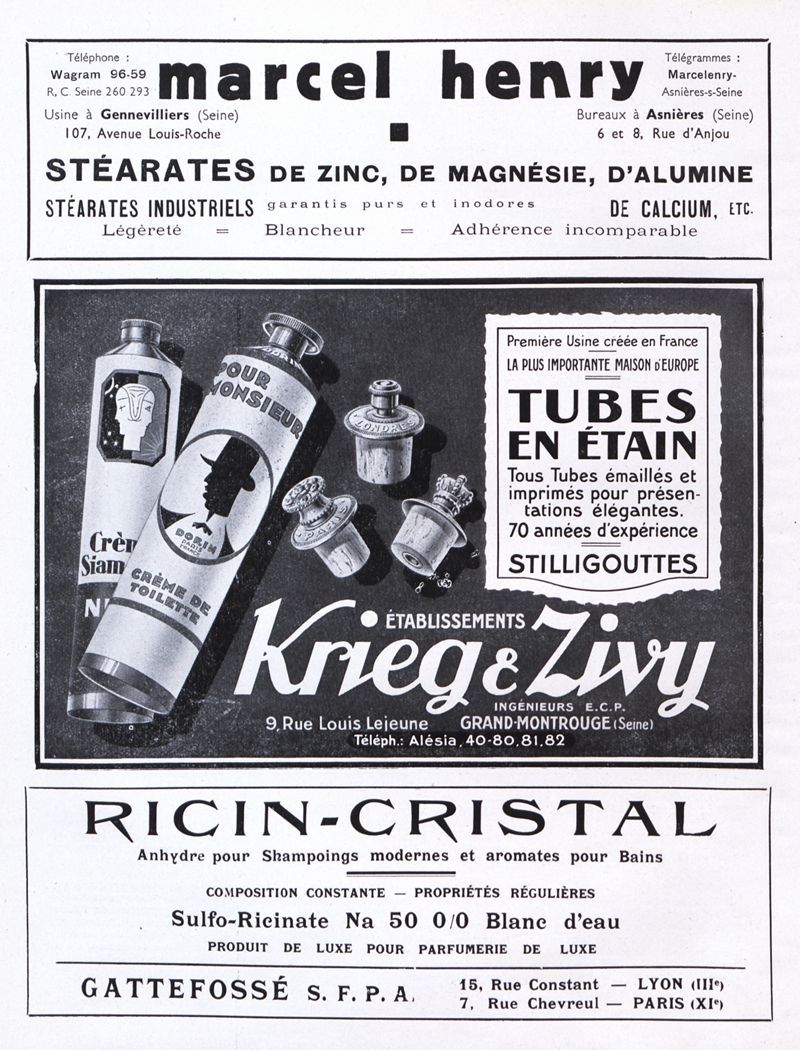 Téléphone :
Wagram 96-59
R, C. Seine 260 293
marcel henry
Télégrammes :
Marcelenry-
Asnières-s-Seine
Usine à Gennevilliers (Seine)
107, Avenue Louis-Roche
Bureaux à Asnières (Seine)
6 et 8, Rue d'Anjou
STÉARATES DE ZINC, DE MAGNÉSIE, D'ALUMINE
STÉARATES INDUSTRIELS garantis purs et inodores DE CALCIUM, ETC.
Légèreté = Blancheur = Adhérence incomparable
DORIN
POUR
MONSIEUR
DORIN
PARIS
FRANCE
CRÈME DE
TOILETTE
Crèm
Siam
LONDRES
PARIS
Première Usine créée en France
LA PLUS IMPORTANTE MAISON D'EUROPE
TUBES
EN ÉTAIN
Tous Tubes émaillés et
imprimés pour présen-
tations élégantes.
70 années d'expérience
STILLIGOUTTES
ÉTABLISSEMENTS
Krieg & Zivy
INGÉNIEURS E.C.P.
9, Rue Louis Lejeune GRAND-MONTROUGE (Seine)
Téléph.: Alésia, 40-80, 81, 82
RICIN-CRISTAL
Anhydre pour Shampoings modernes et aromates pour Bains
COMPOSITION CONSTANTE — PROPRIÉTÉS RÉGULIÈRES
Sulfo-Ricinate Na 50 0/0 Blanc d'eau
PRODUIT DE LUXE POUR PARFUMERIE DE LUXE
GATTEFOSSÉ S. F. P. A.
15, Rue Constant — LYON (IIIe)
7, Rue Chevreul — PARIS (XIe)